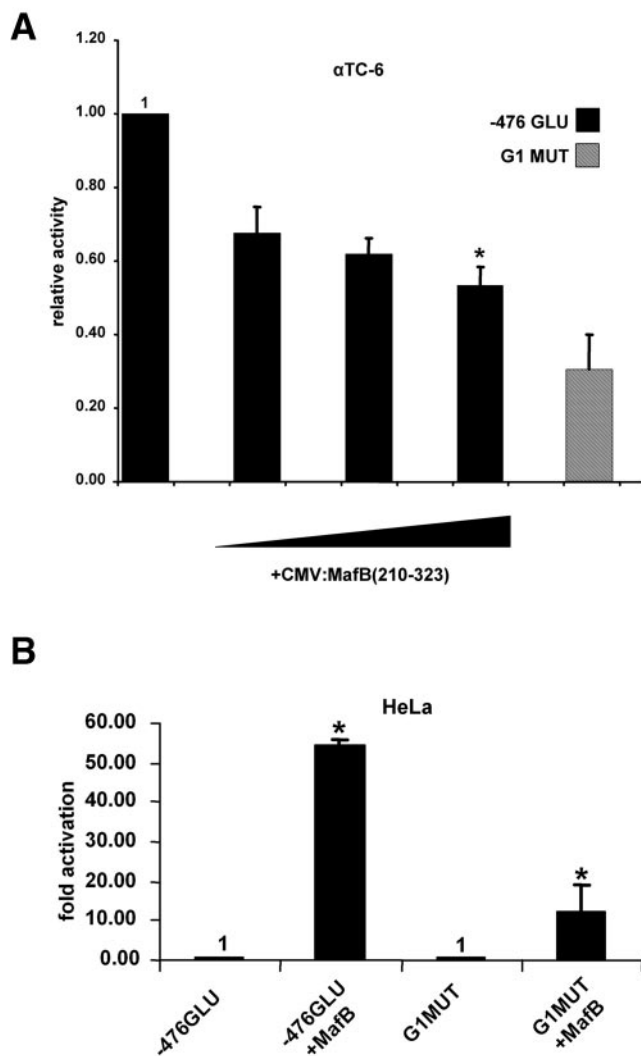 A
1.20
αTC-6
1
1.00
-476 GLU
G1 MUT
0.80
relative activity
*
0.60
0.40
0.20
0.00
+CMV:MafB(210-323)
B
HeLa
60.00
*
50.00
40.00
fold activation
30.00
20.00
*
10.00
1
1
0.00
-476GLU
-476GLU
+MafB
G1MUT
G1MUT
+MafB